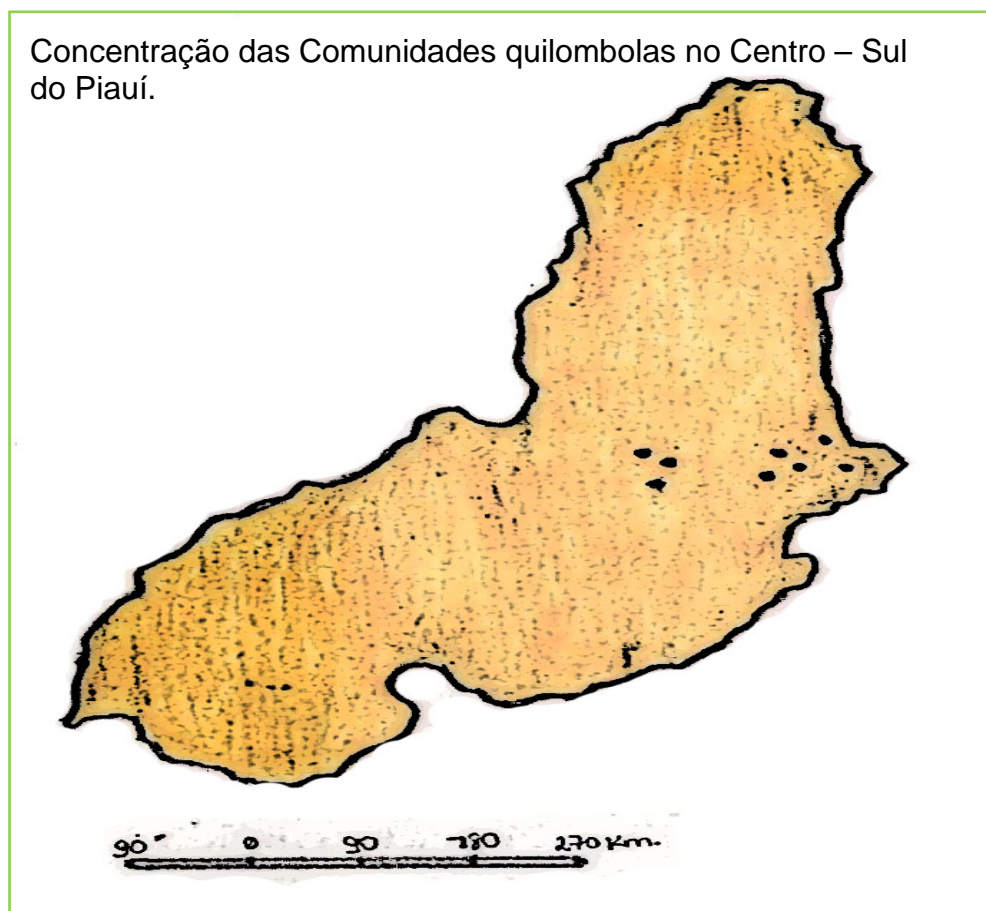 Concentração das Comunidades quilombolas no Centro – Sul
do Piauí.
90 0 90 180 270 Km.